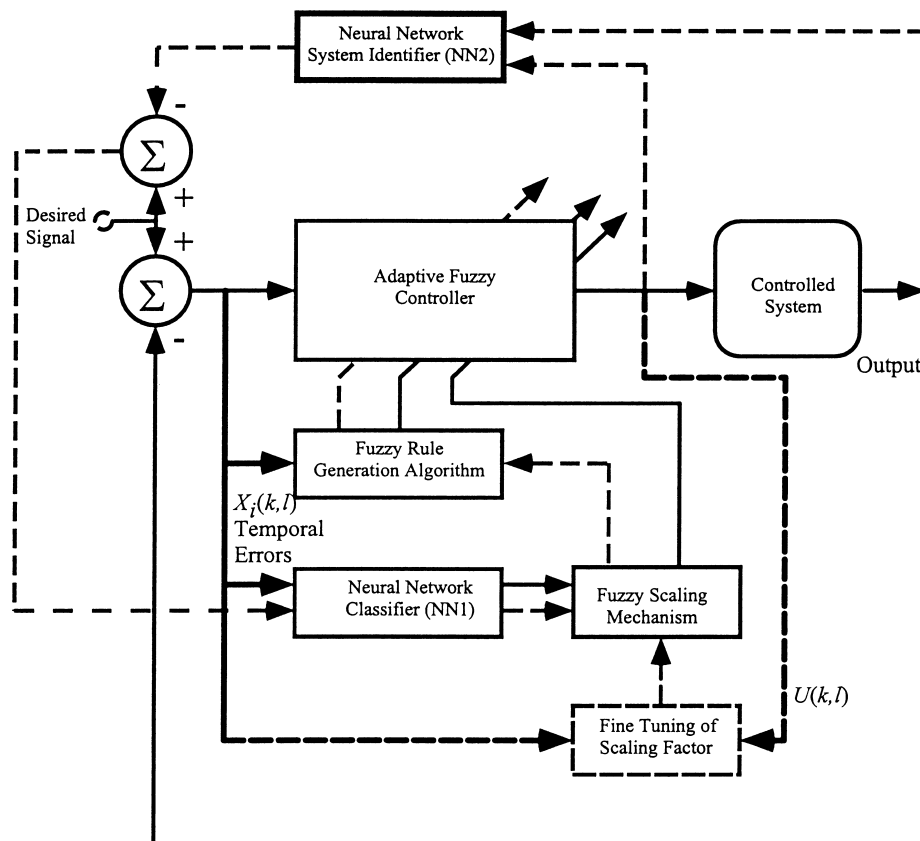 Neural Network
System Identifier (NN2)
-
Σ
+
Desired
Signal
+
Σ
-
Adaptive Fuzzy
Controller
Controlled
System
Output
Fuzzy Rule
Generation Algorithm
X_i(k,l)
Temporal
Errors
Neural Network
Classifier (NN1)
Fuzzy Scaling
Mechanism
U(k,l)
Fine Tuning of
Scaling Factor